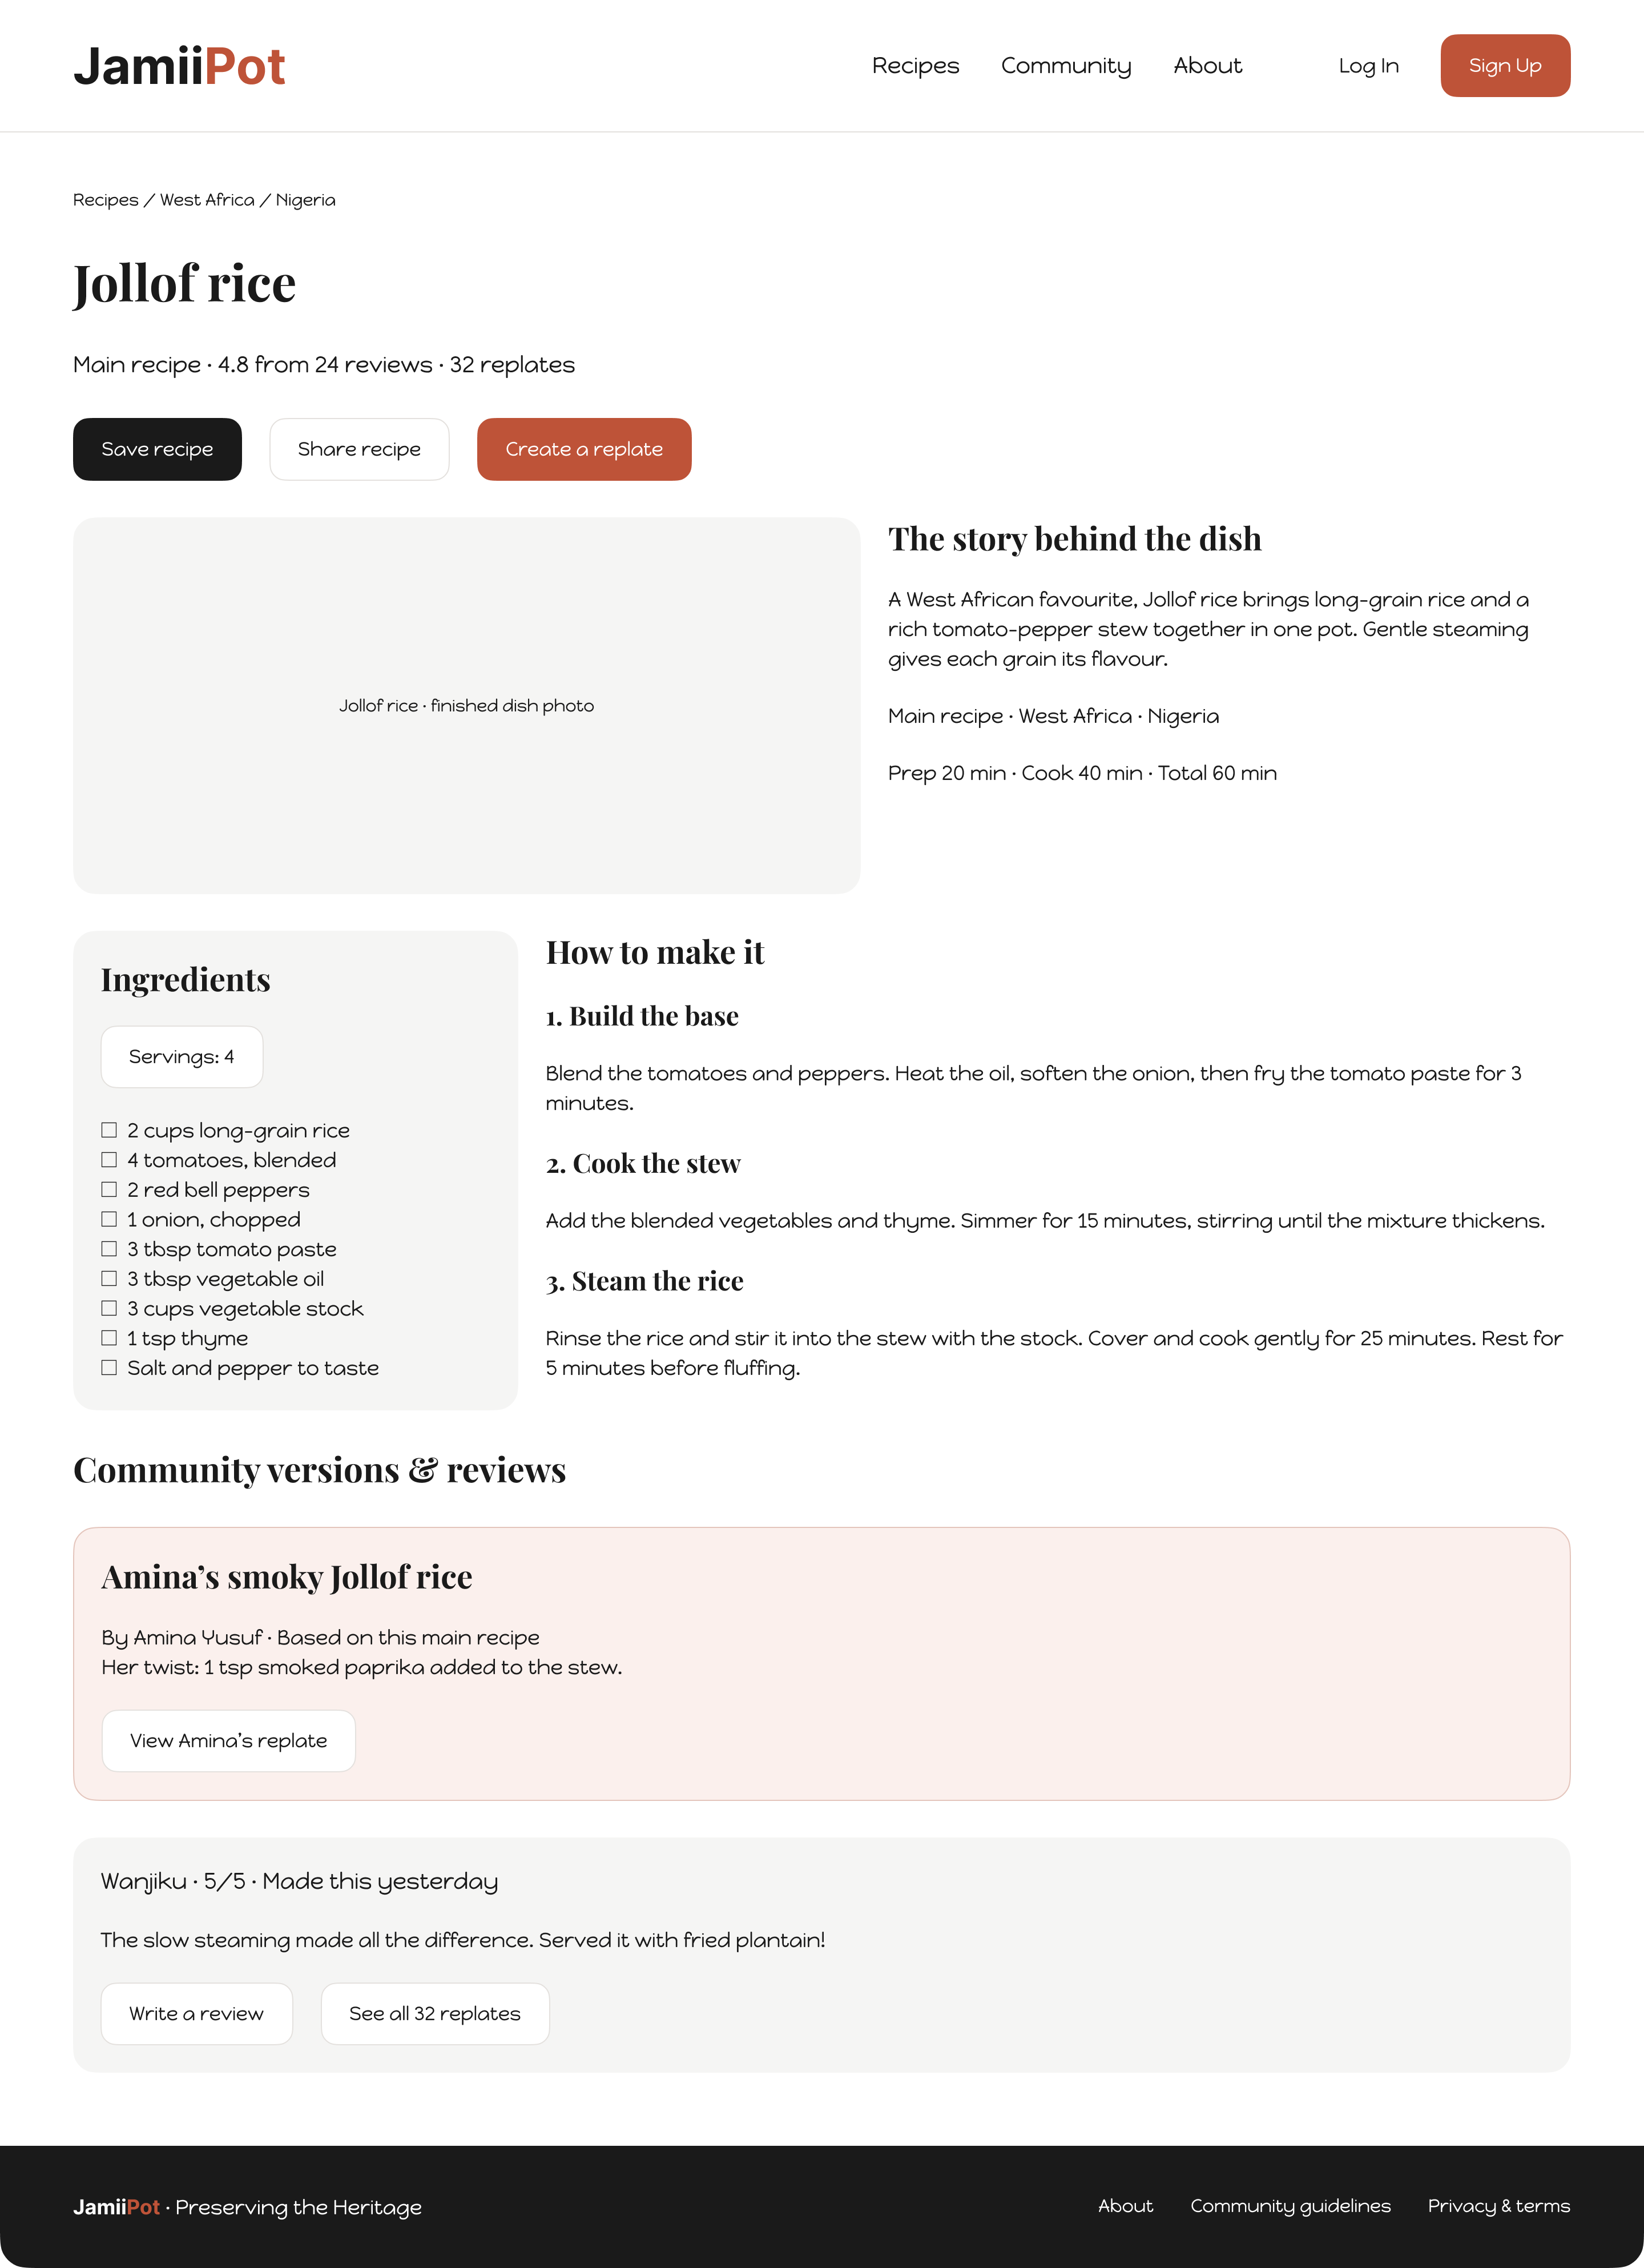 JamiiPot
Recipes
Community
About
Log In
Sign Up
Recipes / West Africa / Nigeria
Jollof rice
Main recipe · 4.8 from 24 reviews · 32 replates
Save recipe
Share recipe
Create a replate
Jollof rice · finished dish photo
The story behind the dish
A West African favourite, Jollof rice brings long-grain rice and a
rich tomato-pepper stew together in one pot. Gentle steaming
gives each grain its flavour.
Main recipe · West Africa · Nigeria
Prep 20 min · Cook 40 min · Total 60 min
Ingredients
Servings: 4
☐ 2 cups long-grain rice
☐ 4 tomatoes, blended
☐ 2 red bell peppers
☐ 1 onion, chopped
☐ 3 tbsp tomato paste
☐ 3 tbsp vegetable oil
☐ 3 cups vegetable stock
☐ 1 tsp thyme
☐ Salt and pepper to taste
How to make it
1. Build the base
Blend the tomatoes and peppers. Heat the oil, soften the onion, then fry the tomato paste for 3
minutes.
2. Cook the stew
Add the blended vegetables and thyme. Simmer for 15 minutes, stirring until the mixture thickens.
3. Steam the rice
Rinse the rice and stir it into the stew with the stock. Cover and cook gently for 25 minutes. Rest for
5 minutes before fluffing.
Community versions & reviews
Amina’s smoky Jollof rice
By Amina Yusuf · Based on this main recipe
Her twist: 1 tsp smoked paprika added to the stew.
View Amina’s replate
Wanjiku · 5/5 · Made this yesterday
The slow steaming made all the difference. Served it with fried plantain!
Write a review
See all 32 replates
JamiiPot · Preserving the Heritage
About
Community guidelines
Privacy & terms